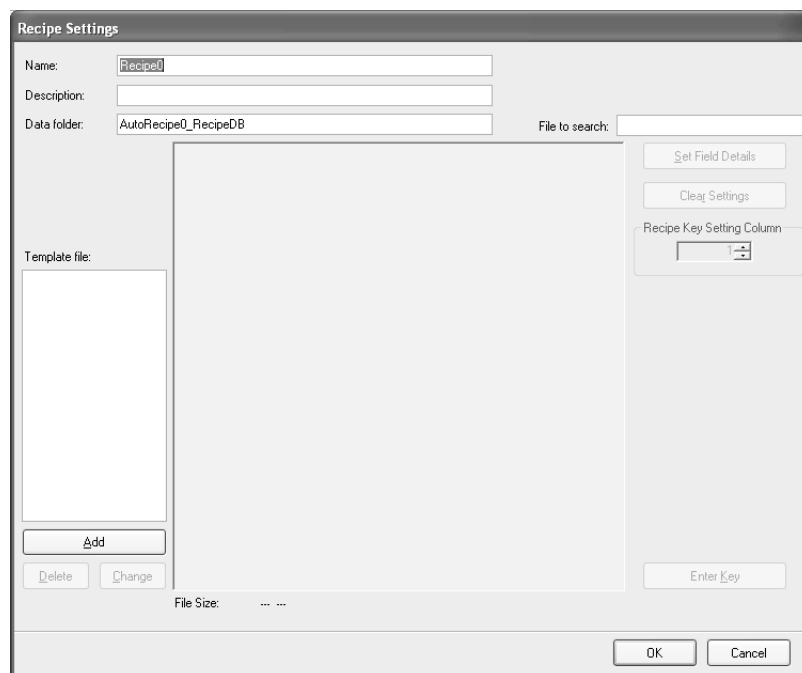 Recipe Settings
Name: Recipe0
Description:
Data folder: AutoRecipe0_RecipeDB File to search:
Set Field Details
Clear Settings
Recipe Key Setting Column
1
Template file:
Add
Delete Change
Enter Key
File Size: --- ---
OK Cancel